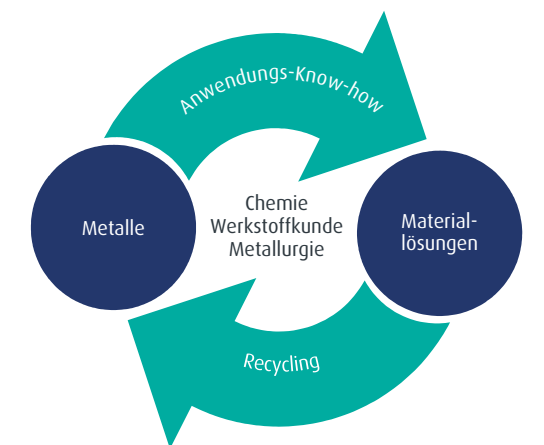 Anwendungs-Know-how
Metalle
Chemie
Werkstoffkunde
Metallurgie
Material-
lösungen
Recycling